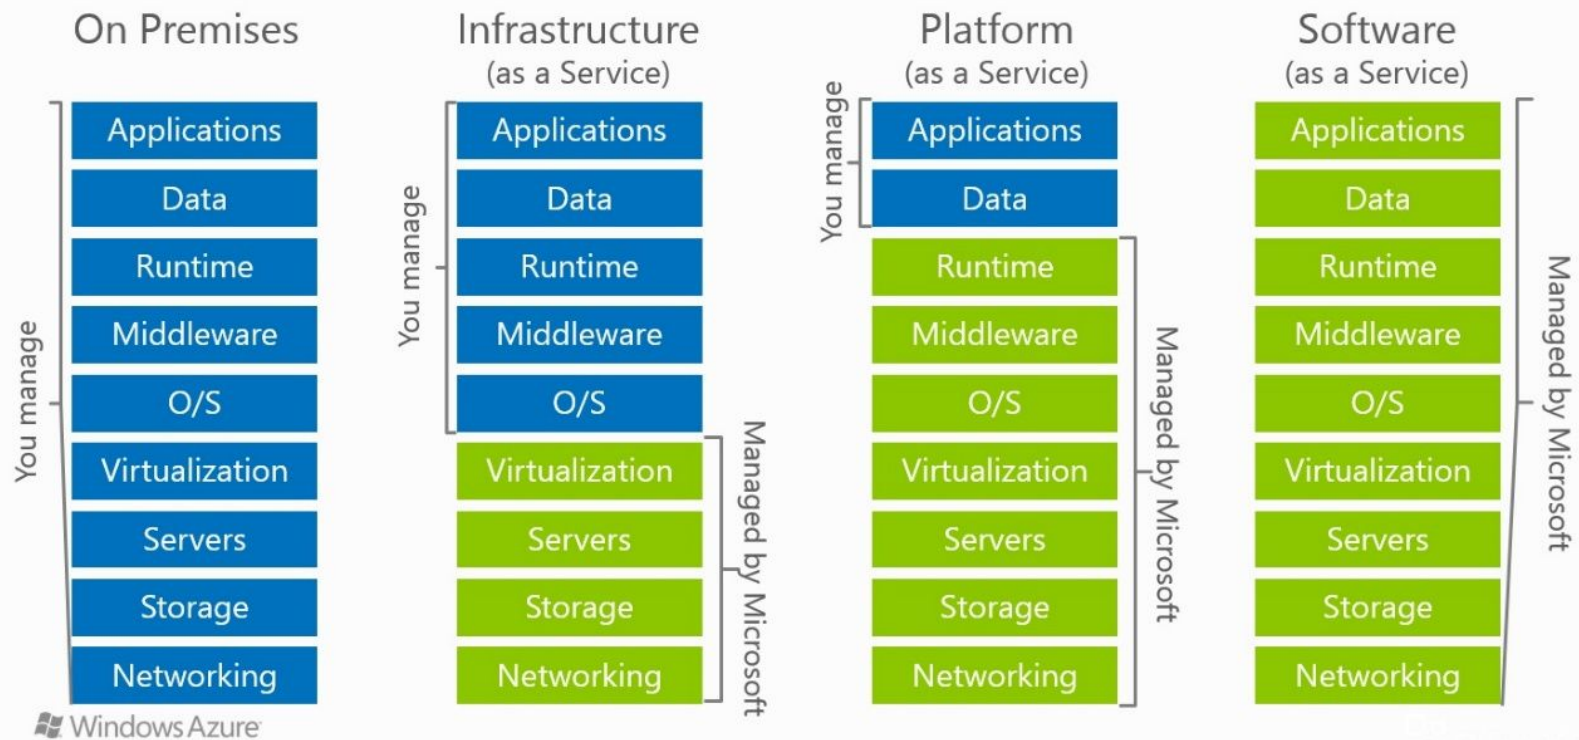 On Premises
You manage
Applications
Data
Runtime
Middleware
O/S
Virtualization
Servers
Storage
Networking
Infrastructure
(as a Service)
You manage
Applications
Data
Runtime
Middleware
O/S
Virtualization
Servers
Storage
Networking
Managed by Microsoft
Platform
(as a Service)
You manage
Applications
Data
Runtime
Middleware
O/S
Virtualization
Servers
Storage
Networking
Managed by Microsoft
Software
(as a Service)
Applications
Data
Runtime
Middleware
O/S
Virtualization
Servers
Storage
Networking
Managed by Microsoft
Windows Azure